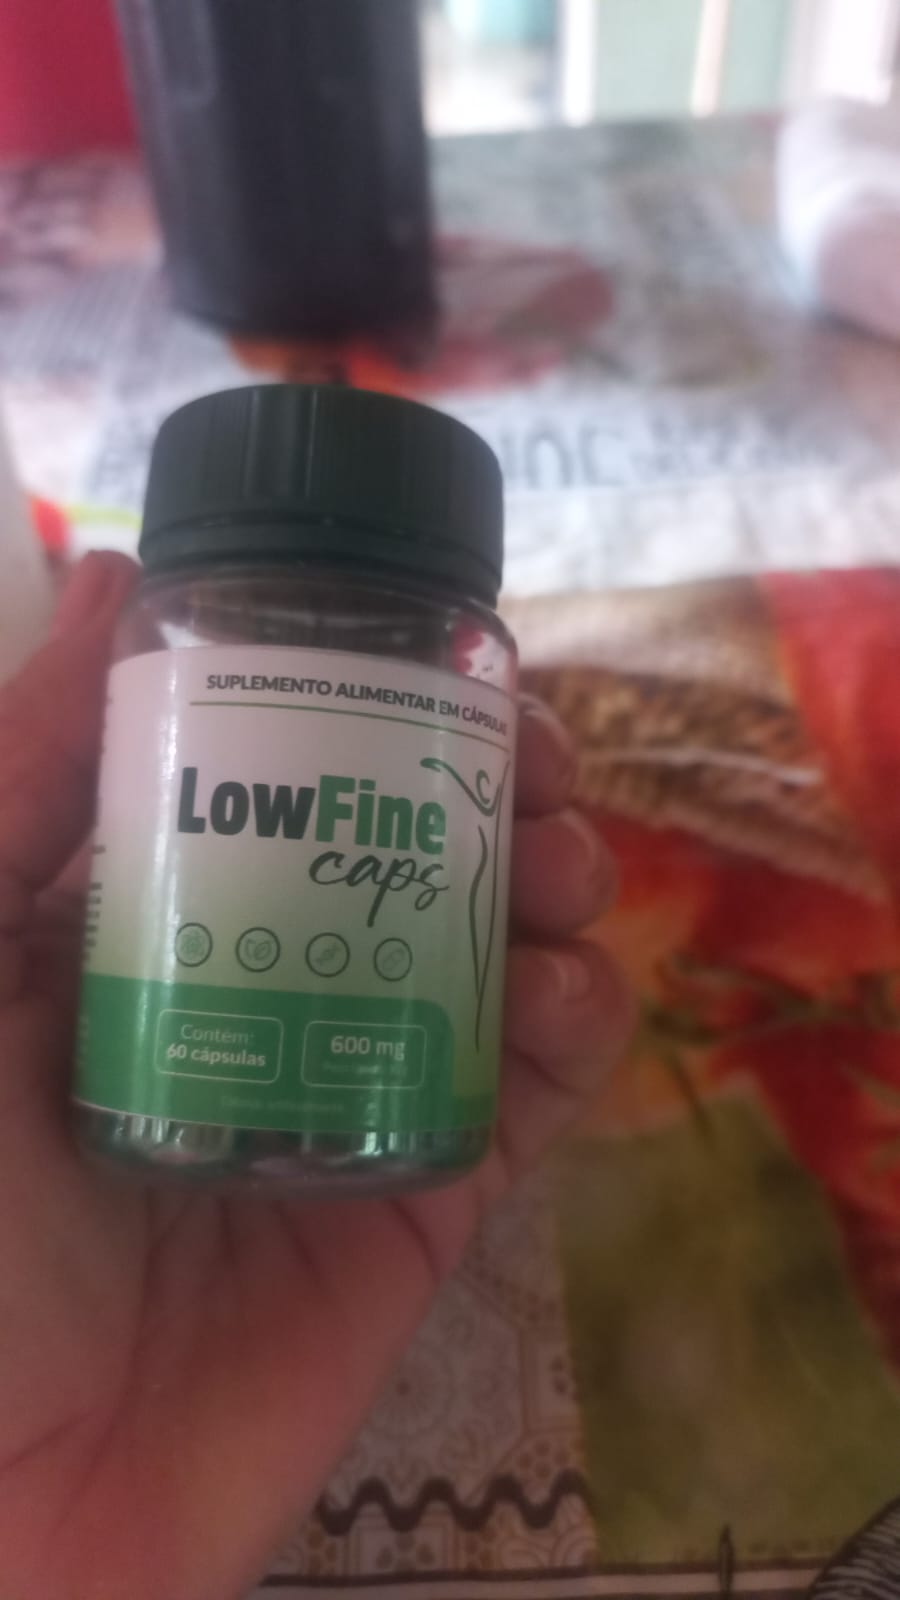 SUPLEMENTO ALIMENTAR EM CÁPSULAS
LowFine
caps
Contém:
60 cápsulas
600 mg